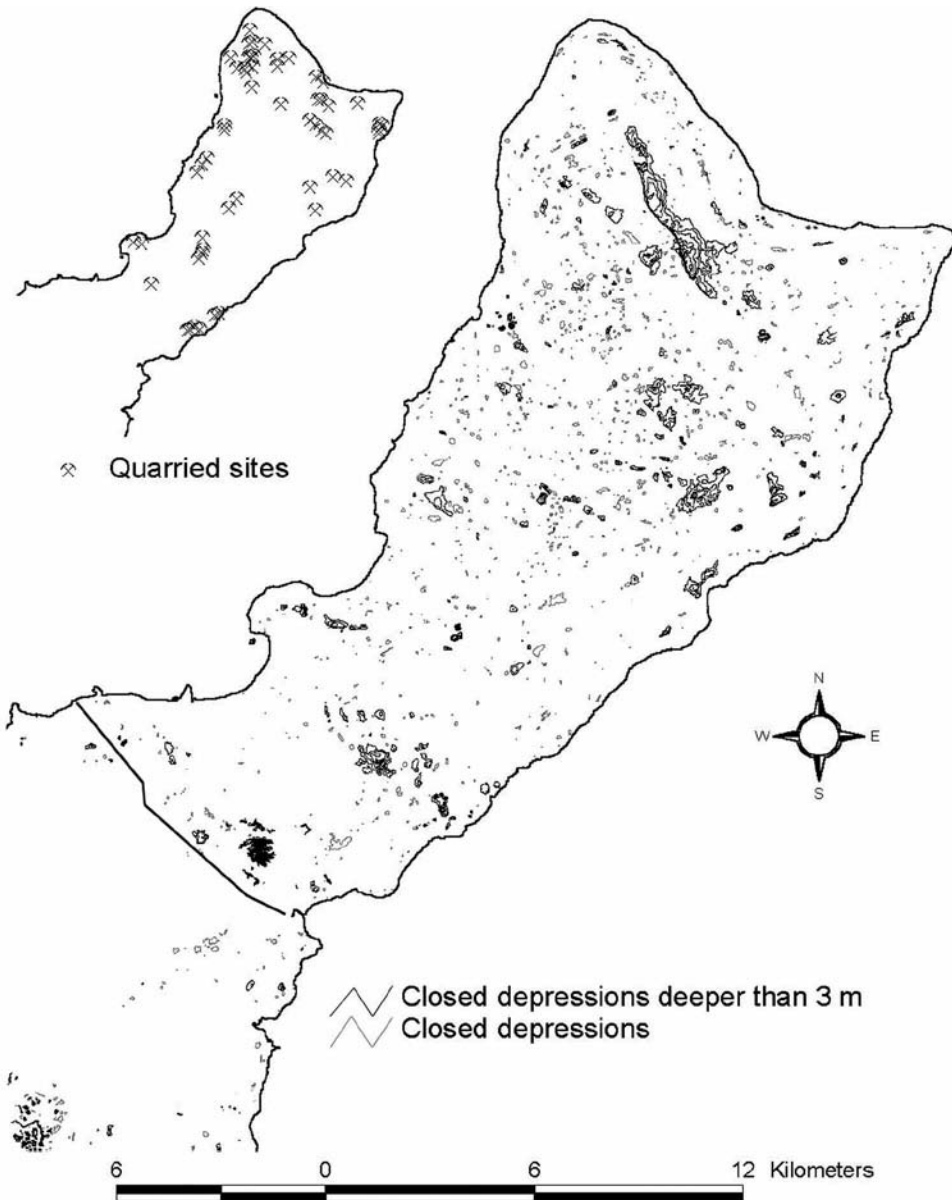 Quarried sites
N
W E
S
Closed depressions deeper than 3 m
Closed depressions
6 0 6 12 Kilometers